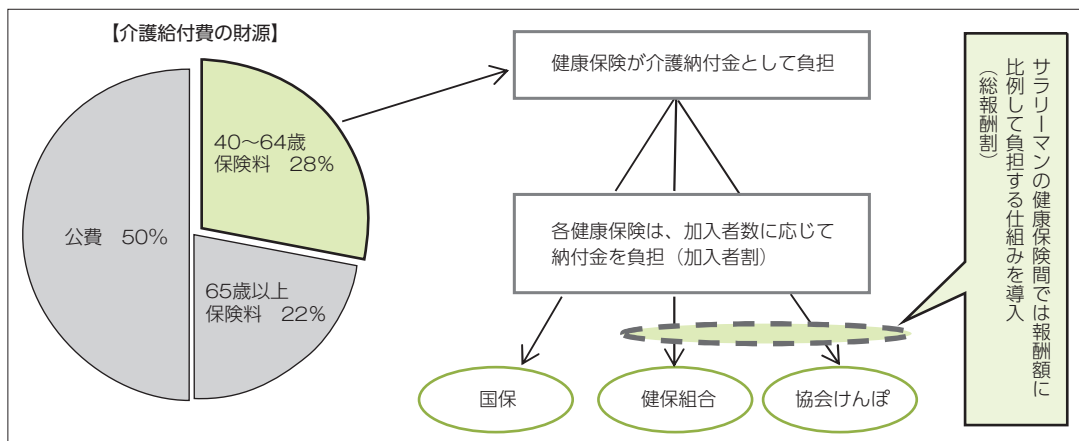 【介護給付費の財源】
40〜64歳
保険料　28%
公費　50%
65歳以上
保険料　22%
健康保険が介護納付金として負担
各健康保険は、加入者数に応じて
納付金を負担（加入者割）
国保
健保組合
協会けんぽ
サラリーマンの健康保険間では報酬額に
比例して負担する仕組みを導入
（総報酬割）